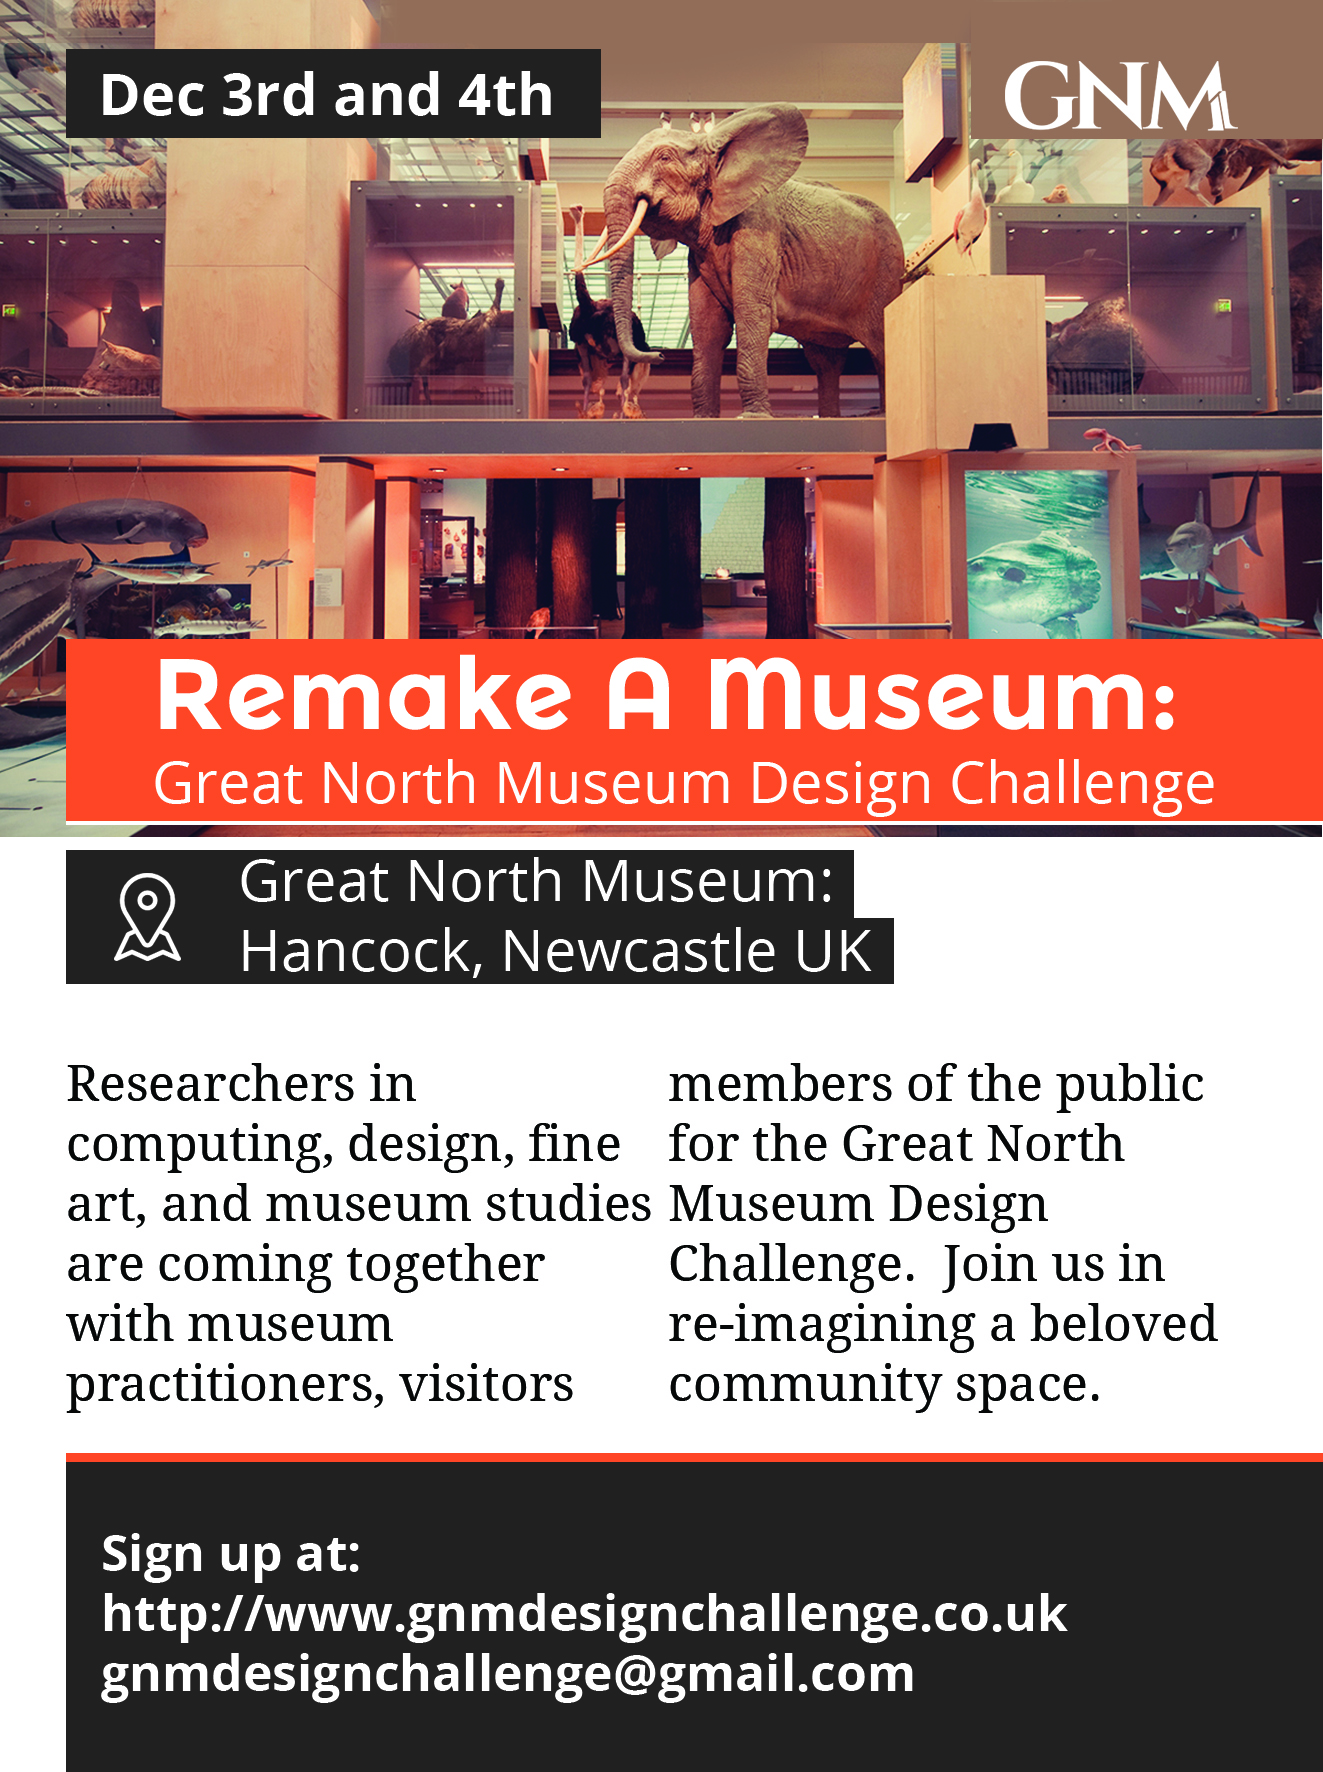 Dec 3rd and 4th
GNM
Remake A Museum:
Great North Museum Design Challenge
Great North Museum:
Hancock, Newcastle UK
Researchers in
computing, design, fine
art, and museum studies
are coming together
with museum
practitioners, visitors
members of the public
for the Great North
Museum Design
Challenge.  Join us in
re-imagining a beloved
community space.
Sign up at:
http://www.gnmdesignchallenge.co.uk
gnmdesignchallenge@gmail.com